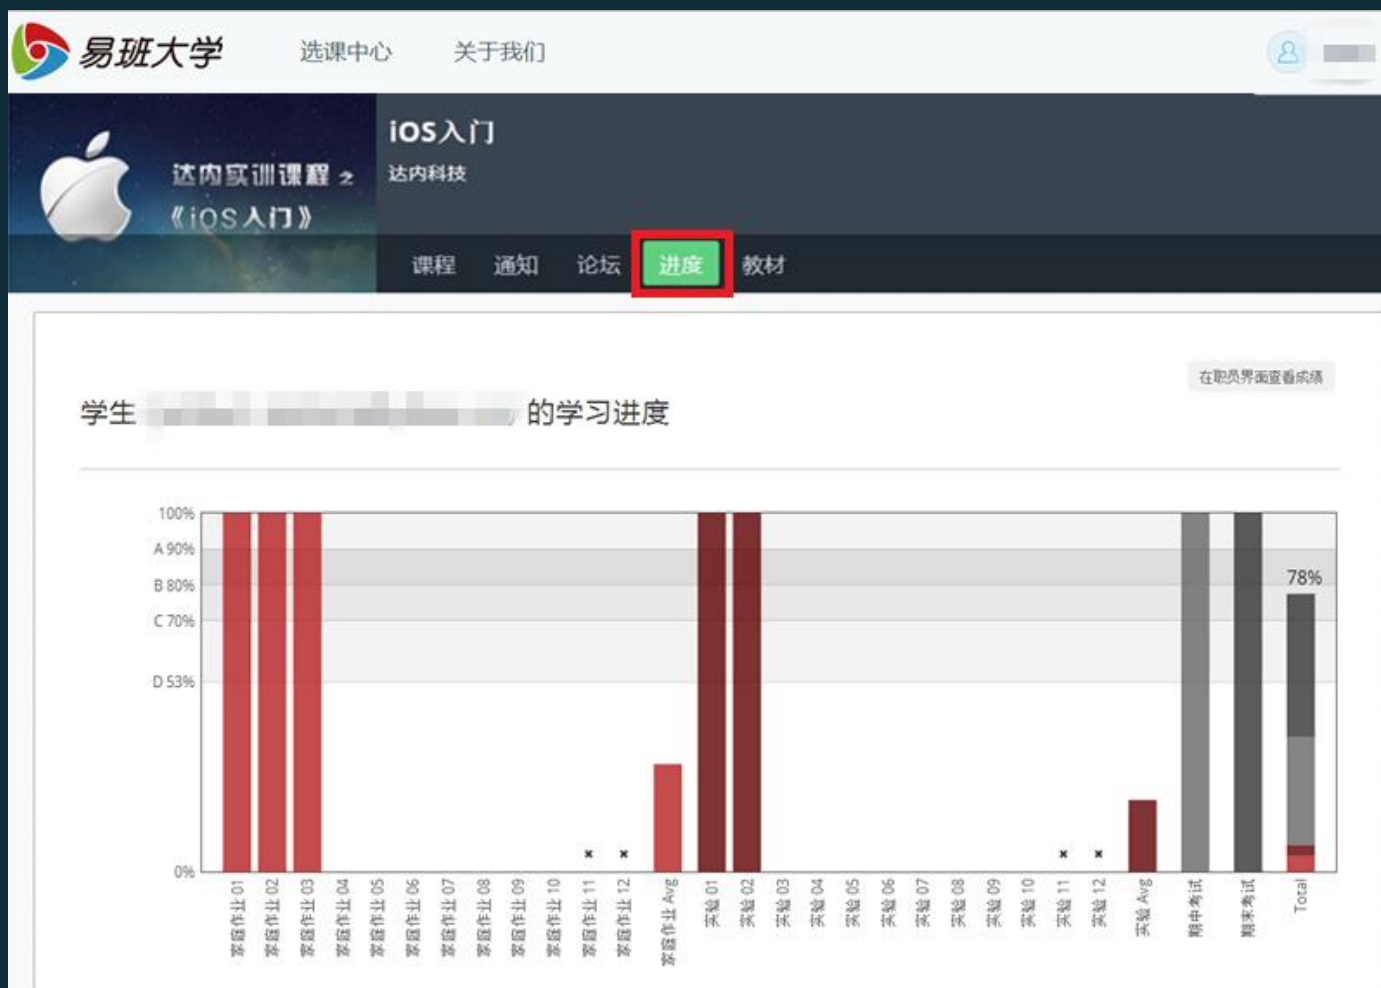 易班大学
选课中心
关于我们
达内实训课程 之
《iOS入门》
iOS入门
达内科技
课程
通知
论坛
进度
教材
在职员界面查看成绩
学生
的学习进度
100%
A 90%
B 80%
C 70%
D 53%
0%
78%
家庭作业 01
家庭作业 02
家庭作业 03
家庭作业 04
家庭作业 05
家庭作业 06
家庭作业 07
家庭作业 08
家庭作业 09
家庭作业 10
家庭作业 11
家庭作业 12
家庭作业 Avg
实验 01
实验 02
实验 03
实验 04
实验 05
实验 06
实验 07
实验 08
实验 09
实验 10
实验 11
实验 12
实验 Avg
期中考试
期末考试
Total